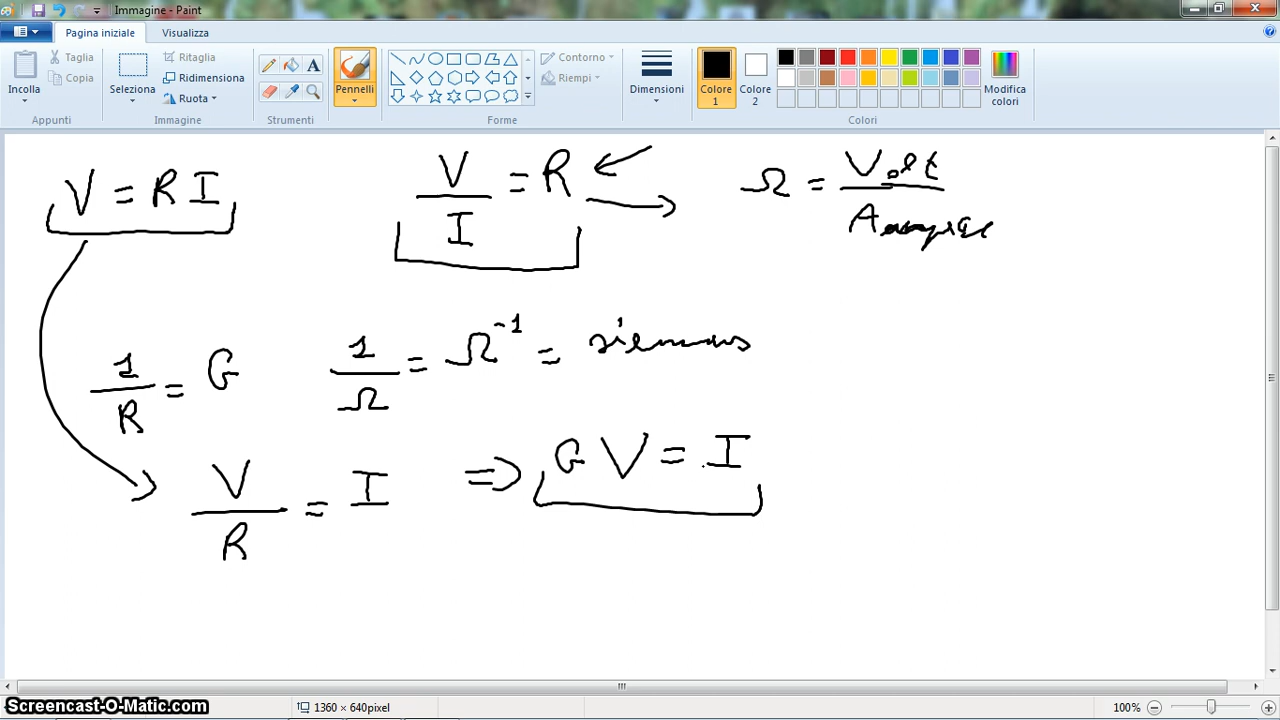 Immagine - Paint
Pagina iniziale Visualizza
Incolla
Taglia
Copia
Appunti
Seleziona
Ritaglia
Ridimensiona
Ruota
Immagine
Strumenti
Pennelli
Forme
Contorno
Riempi
Dimensioni
Colore 1
Colore 2
Modifica colori
Colori
V = R I
V / I = R
Ω = Volt / Ampere
1 / R = G
1 / Ω = Ω⁻¹ = siemens
V / R = I
=> G V = I
Screencast-O-Matic.com
1360 × 640pixel
100%